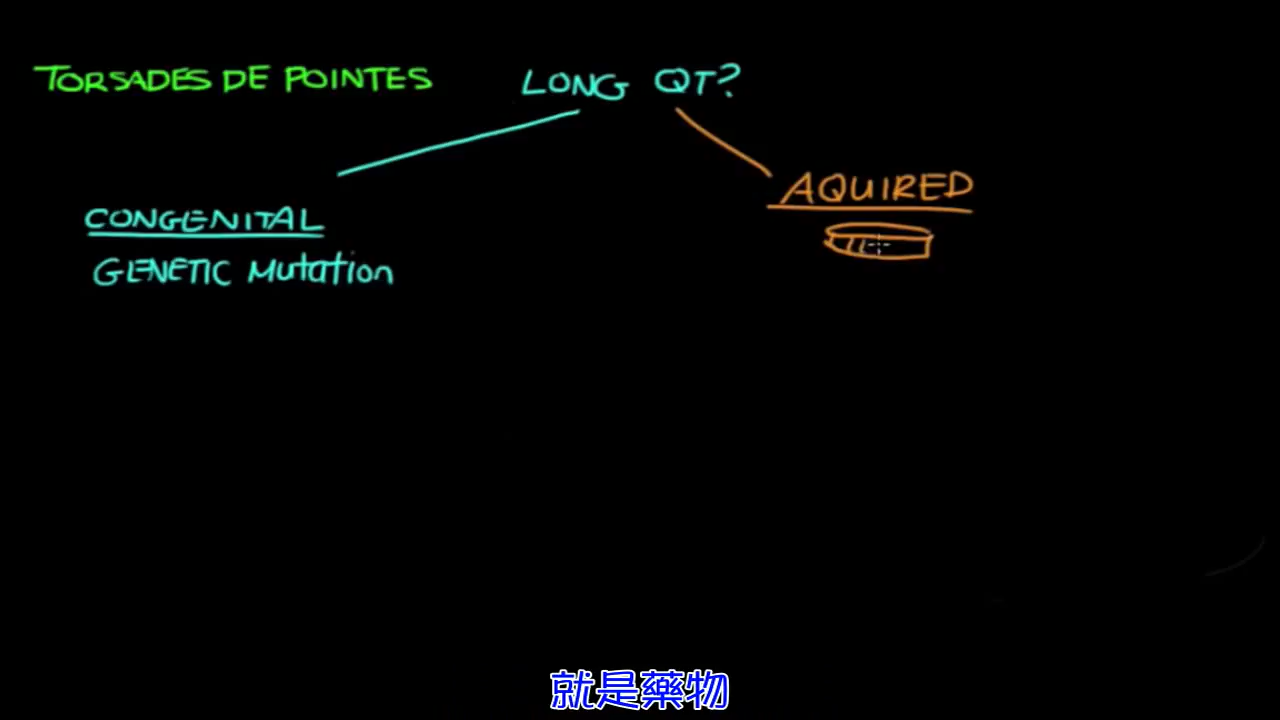 TORSADES DE POINTES LONG QT?
CONGENITAL
GENETIC Mutation
AQUIRED
就是藥物